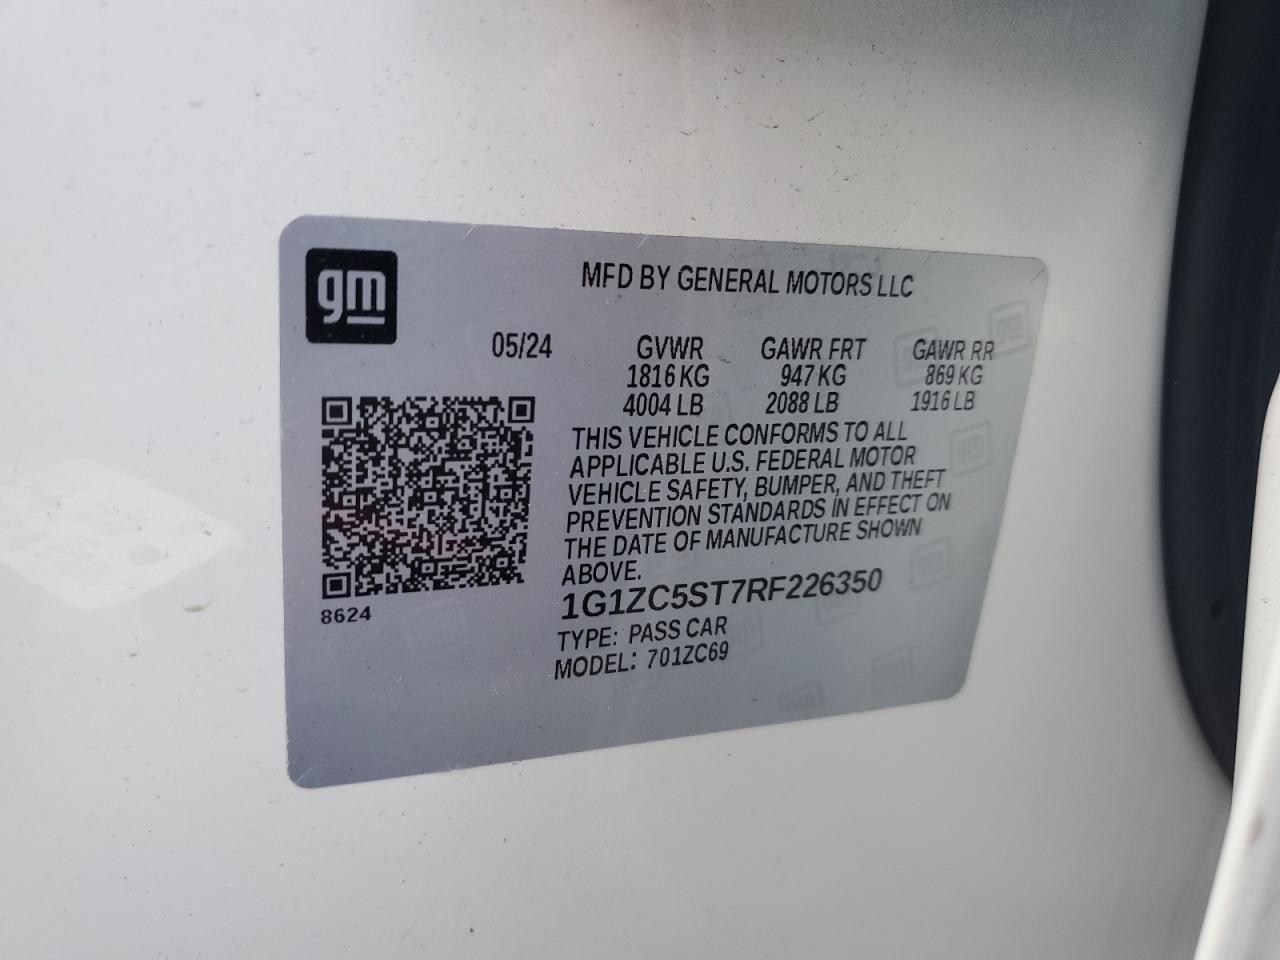 gm
MFD BY GENERAL MOTORS LLC
05/24 GVWR GAWR FRT GAWR RR
1816 KG 947 KG 869 KG
4004 LB 2088 LB 1916 LB
THIS VEHICLE CONFORMS TO ALL
APPLICABLE U.S. FEDERAL MOTOR
VEHICLE SAFETY, BUMPER, AND THEFT
PREVENTION STANDARDS IN EFFECT ON
THE DATE OF MANUFACTURE SHOWN
ABOVE.
1G1ZC5ST7RF226350
8624
TYPE: PASS CAR
MODEL: 701ZC69